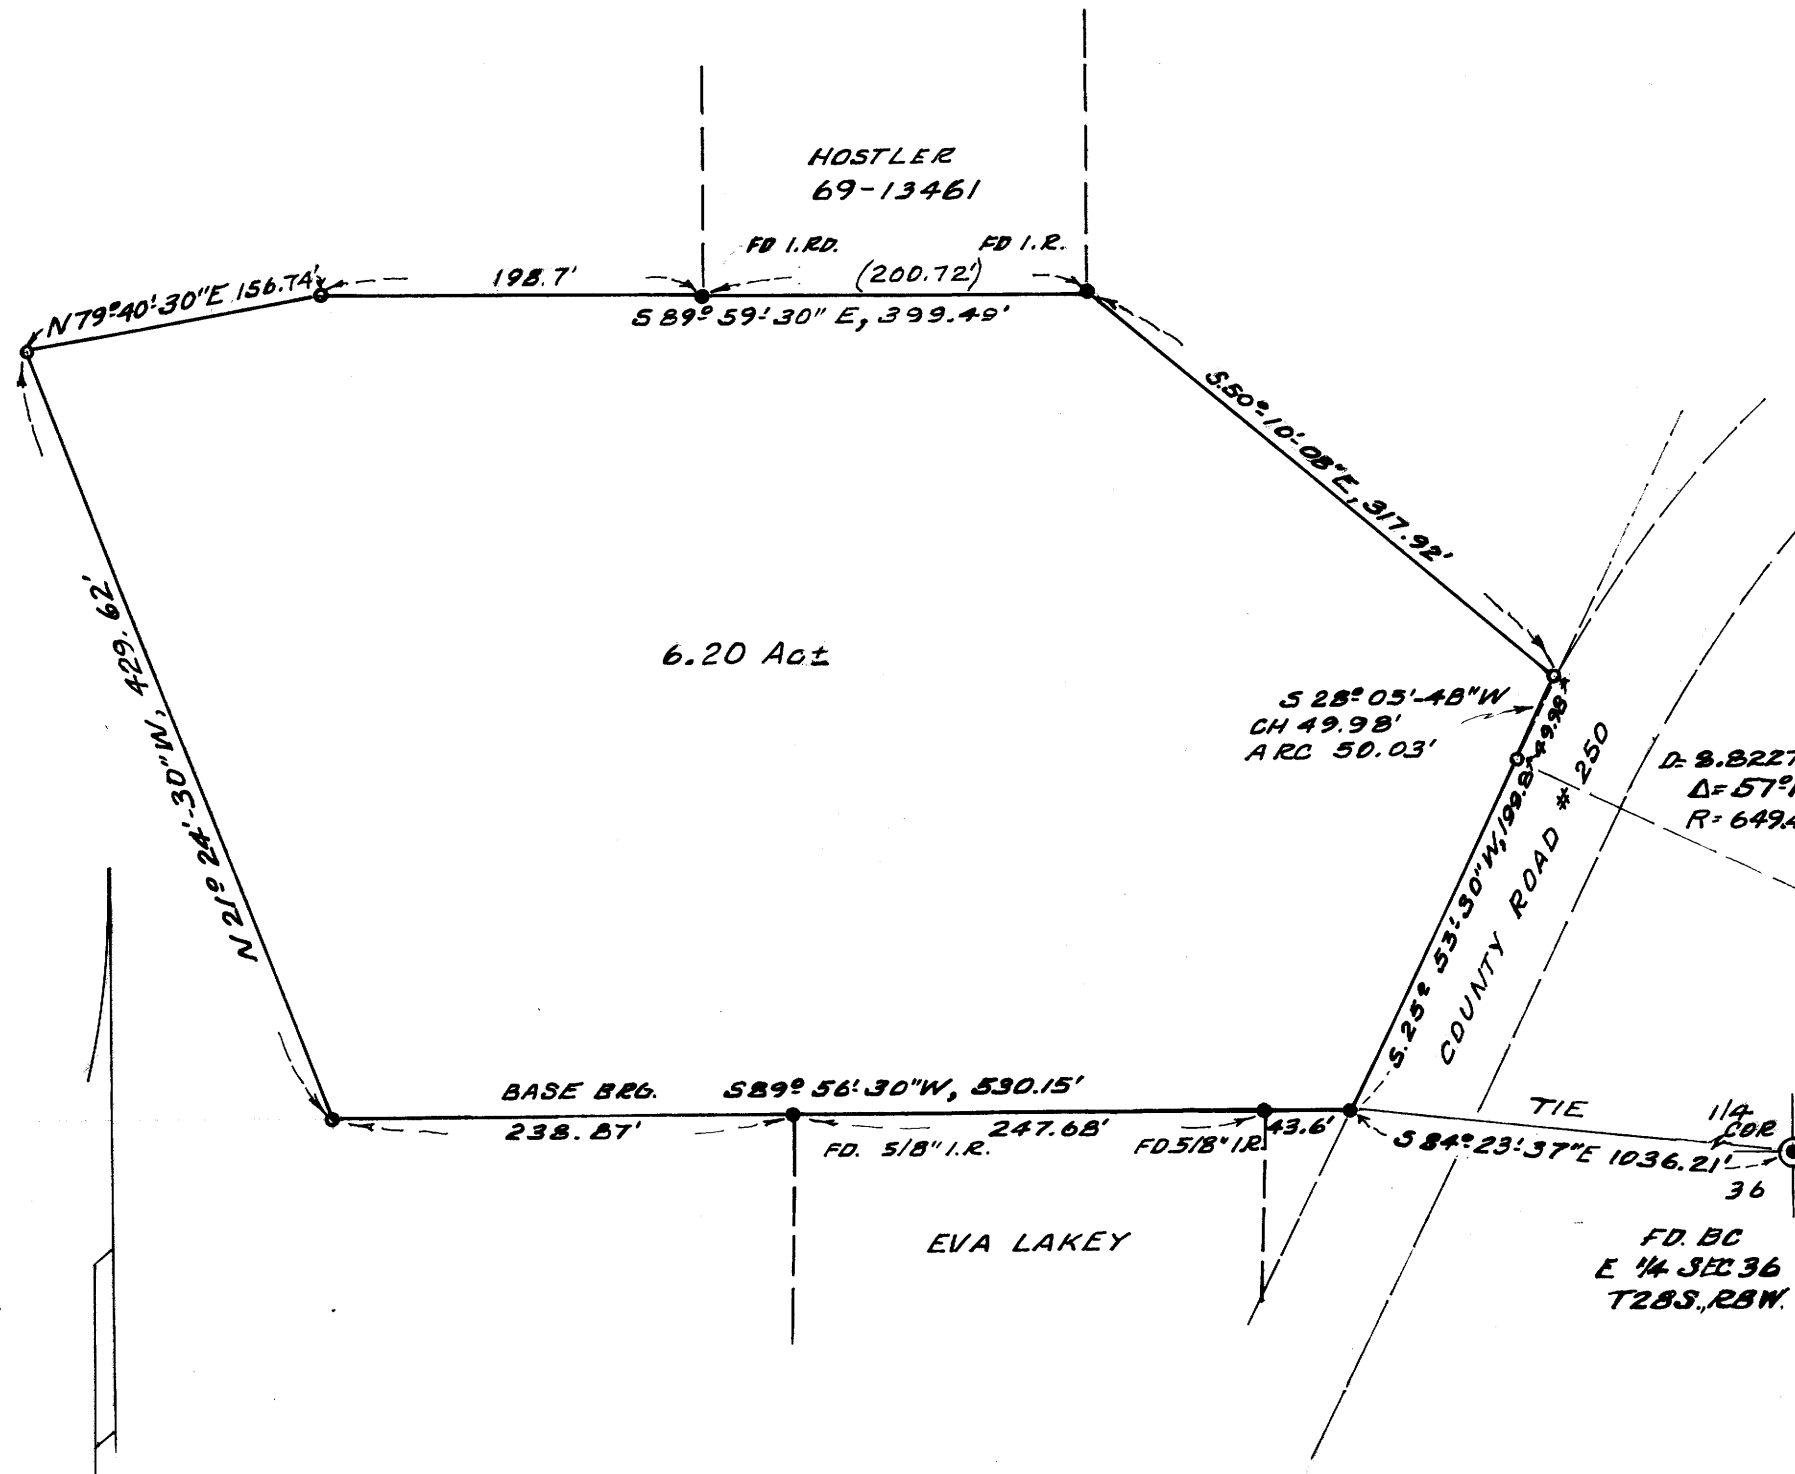 HOSTLER
69-13461
FD I.RD.
FD I.R.
N 79°-40'-30" E 156.74'
198.7'
(200.72')
S 89° 59'-30" E, 399.49'
S.50°-10'-08" E, 317.92'
N 21° 24'-30" W, 429.62'
6.20 Ac±
S 28° 05'-48" W
CH 49.98'
ARC 50.03'
49.98'
S. 25° 53'-30" W, 199.8'
COUNTY ROAD # 250
D= 8.8227
Δ= 57°
R= 649.4
BASE BRG.
S89° 56'-30" W, 530.15'
238.87'
247.68'
43.6'
FD. 5/8" I.R.
FD 5/8" I.R.
TIE
S 84° 23'-37" E 1036.21'
1/4
COR
36
EVA LAKEY
FD. BC
E 1/4 SEC 36
T28S., R8W.